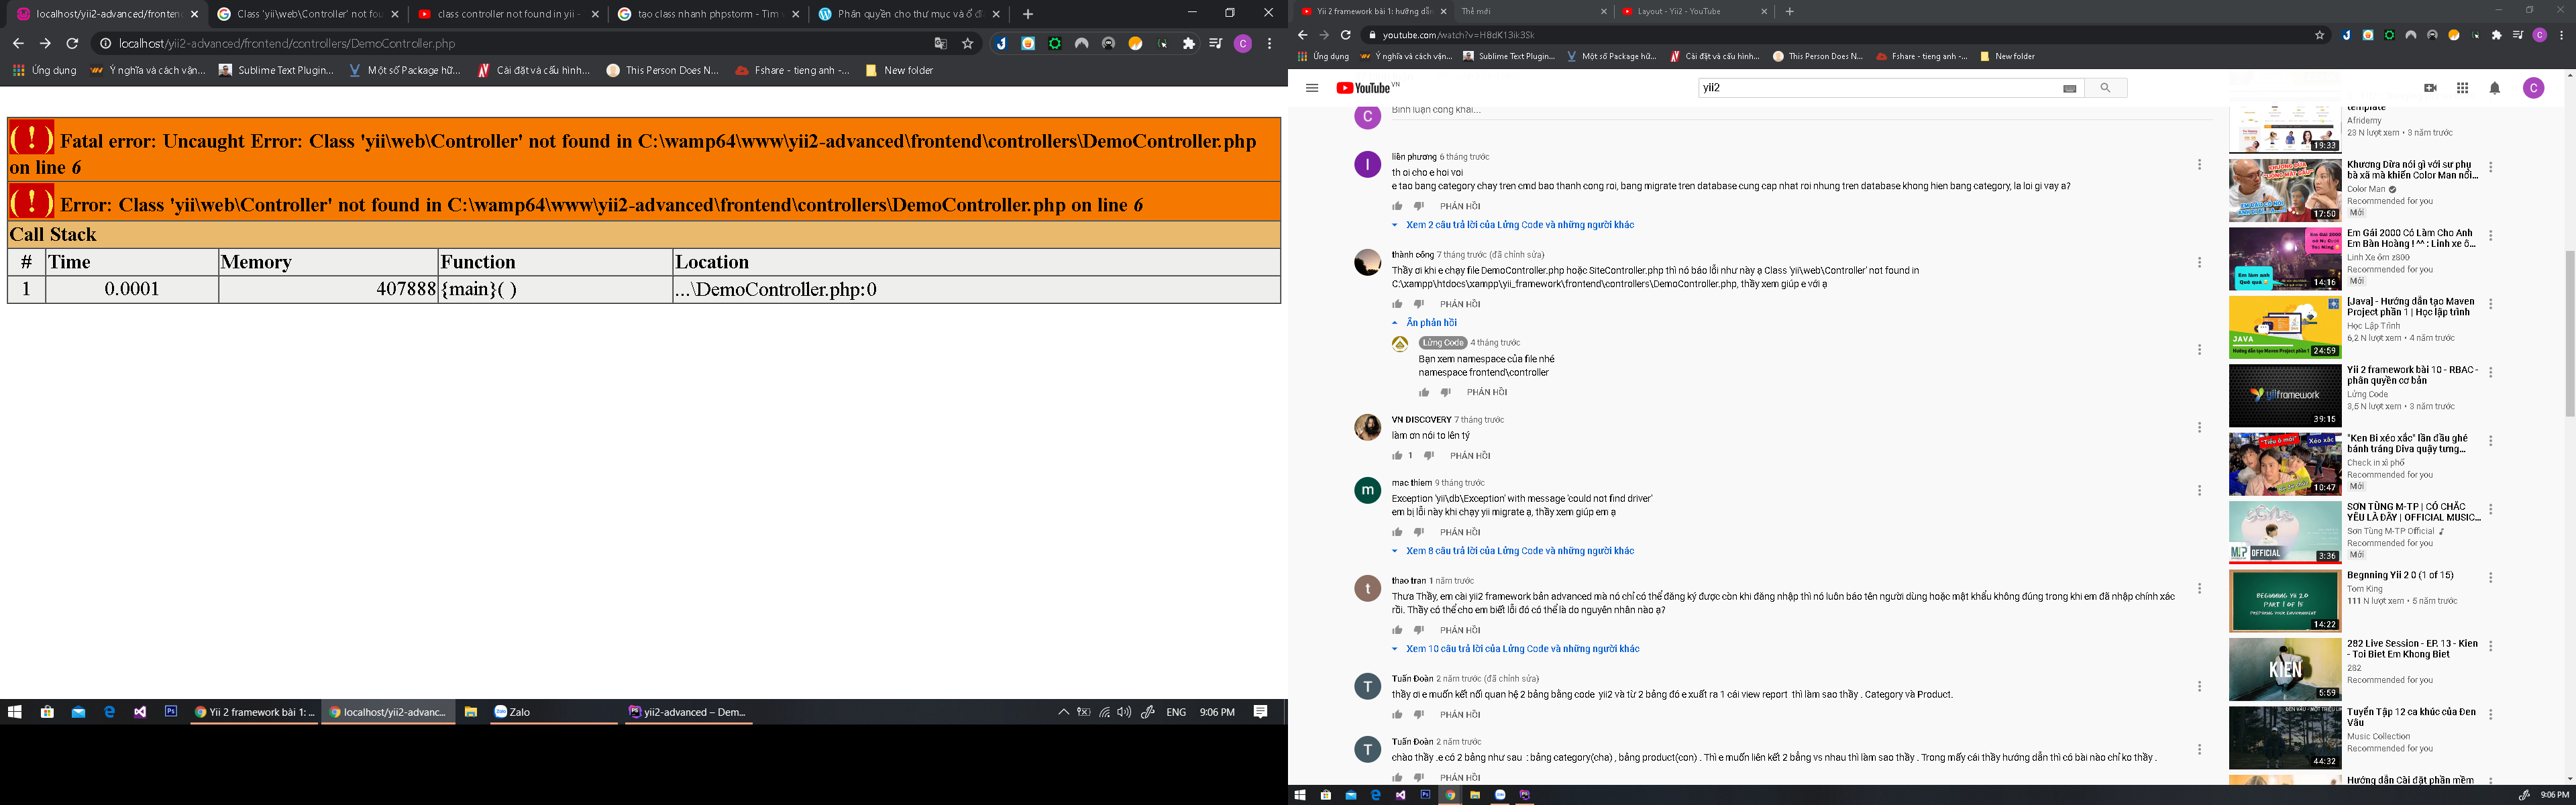 localhost/yii2-advanced/fronten
Class 'yii\web\Controller' not fou
class controller not found in yii -
tạo class nhanh phpstorm - Tìm
Phân quyền cho thư mục và ổ đ
localhost/yii2-advanced/frontend/controllers/DemoController.php
Ứng dụng
Ý nghĩa và cách vận...
Sublime Text Plugin...
Một số Package hữ...
Cài đặt và cấu hình...
This Person Does N...
Fshare - tieng anh -...
New folder
( ! ) Fatal error: Uncaught Error: Class 'yii\web\Controller' not found in C:\wamp64\www\yii2-advanced\frontend\controllers\DemoController.php
on line 6
( ! ) Error: Class 'yii\web\Controller' not found in C:\wamp64\www\yii2-advanced\frontend\controllers\DemoController.php on line 6
Call Stack
# Time Memory Function Location
1 0.0001 407888 {main}( ) ...\DemoController.php:0
Yii 2 framework bài 1: ...
localhost/yii2-advanc...
Zalo
yii2-advanced – Dem...
ENG
9:06 PM
Yii 2 framework bài 1: hướng dẫn
Thẻ mới
Layout - Yii2 - YouTube
youtube.com/watch?v=H8dK13ik3Sk
Ứng dụng
Ý nghĩa và cách vận...
Sublime Text Plugin...
Một số Package hữ...
Cài đặt và cấu hình...
This Person Does N...
Fshare - tieng anh -...
New folder
YouTube VN
yii2
C
Bình luận công khai...
liên phương 6 tháng trước
th oi cho e hoi voi
e tao bang category chay tren cmd bao thanh cong roi, bang migrate tren database cung cap nhat roi nhung tren database khong hien bang category, la loi gi vay a?
PHẢN HỒI
Xem 2 câu trả lời của Lửng Code và những người khác
thành công 7 tháng trước (đã chỉnh sửa)
Thầy ơi khi e chạy file DemoController.php hoặc SiteController.php thì nó báo lỗi như này ạ Class 'yii\web\Controller' not found in
C:\xampp\htdocs\xampp\yii_framework\frontend\controllers\DemoController.php, thầy xem giúp e với ạ
PHẢN HỒI
Ẩn phản hồi
Lửng Code 4 tháng trước
Bạn xem namespace của file nhé
namespace frontend\controller
PHẢN HỒI
VN DISCOVERY 7 tháng trước
làm ơn nói to lên tý
1 PHẢN HỒI
mac thiem 9 tháng trước
Exception 'yii\db\Exception' with message 'could not find driver'
em bị lỗi này khi chạy yii migrate ạ, thầy xem giúp em ạ
PHẢN HỒI
Xem 8 câu trả lời của Lửng Code và những người khác
thao tran 1 năm trước
Thưa Thầy, em cài yii2 framework bản advanced mà nó chỉ có thể đăng ký được còn khi đăng nhập thì nó luôn báo tên người dùng hoặc mật khẩu không đúng trong khi em đã nhập chính xác
rồi. Thầy có thể cho em biết lỗi đó có thể là do nguyên nhân nào ạ?
PHẢN HỒI
Xem 10 câu trả lời của Lửng Code và những người khác
Tuấn Đoàn 2 năm trước (đã chỉnh sửa)
thầy ơi e muốn kết nối quan hệ 2 bảng bằng code yii2 và từ 2 bảng đó e xuất ra 1 cái view report thì làm sao thầy . Category và Product.
PHẢN HỒI
Tuấn Đoàn 2 năm trước
chào thầy .e có 2 bảng như sau : bảng category(cha) , bảng product(con) . Thì e muốn liên kết 2 bảng vs nhau thì làm sao thầy . Trong mấy cái thầy hướng dẫn thì có bài nào chỉ ko thầy .
PHẢN HỒI
template
Afridemy
23 N lượt xem • 3 năm trước
19:33
Khương Dừa nói gì với sư phụ
bà xã mà khiến Color Man nổi...
Color Man
Recommended for you
Mới
17:50
Em Gái 2000 Có Làm Cho Anh
Em Bàn Hoàng ! ^^ : Linh xe ô...
Linh Xe ôm z800
Recommended for you
Mới
14:16
[Java] - Hướng dẫn tạo Maven
Project phần 1 | Học lập trình
Học Lập Trình
6,2 N lượt xem • 4 năm trước
JAVA
24:59
Yii 2 framework bài 10 - RBAC -
phân quyền cơ bản
Lửng Code
3,5 N lượt xem • 3 năm trước
yiiframework
39:15
"Ken Bi xéo xắc" lần đầu ghé
bánh tráng Diva quậy tưng...
Check in xì phố
Recommended for you
Mới
10:47
SƠN TÙNG M-TP | CÓ CHẮC
YÊU LÀ ĐÂY | OFFICIAL MUSIC...
Sơn Tùng M-TP Official
Recommended for you
Mới
OFFICIAL
3:36
Begnning Yii 2 0 (1 of 15)
Tom King
111 N lượt xem • 5 năm trước
BEGINNING YII 2.0
PART 1 OF 15
14:22
282 Live Session - EP. 13 - Kien
- Toi Biet Em Khong Biet
282
Recommended for you
KIEN
5:59
Tuyển Tập 12 ca khúc của Đen
Vâu
Music Collection
Recommended for you
44:32
Hướng dẫn Cài đặt phần mềm
9:06 PM